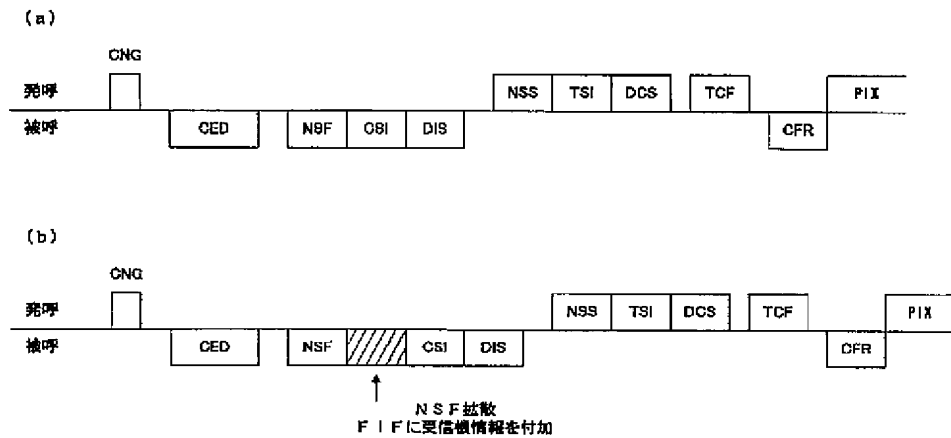 (a)
CNG
発呼 NSS TSI DCS TCF PIX
被呼 CED NSF CSI DIS CFR
(b)
CNG
発呼 NSS TSI DCS TCF PIX
被呼 CED NSF CSI DIS CFR
NSF拡散
FIFに受信機情報を付加